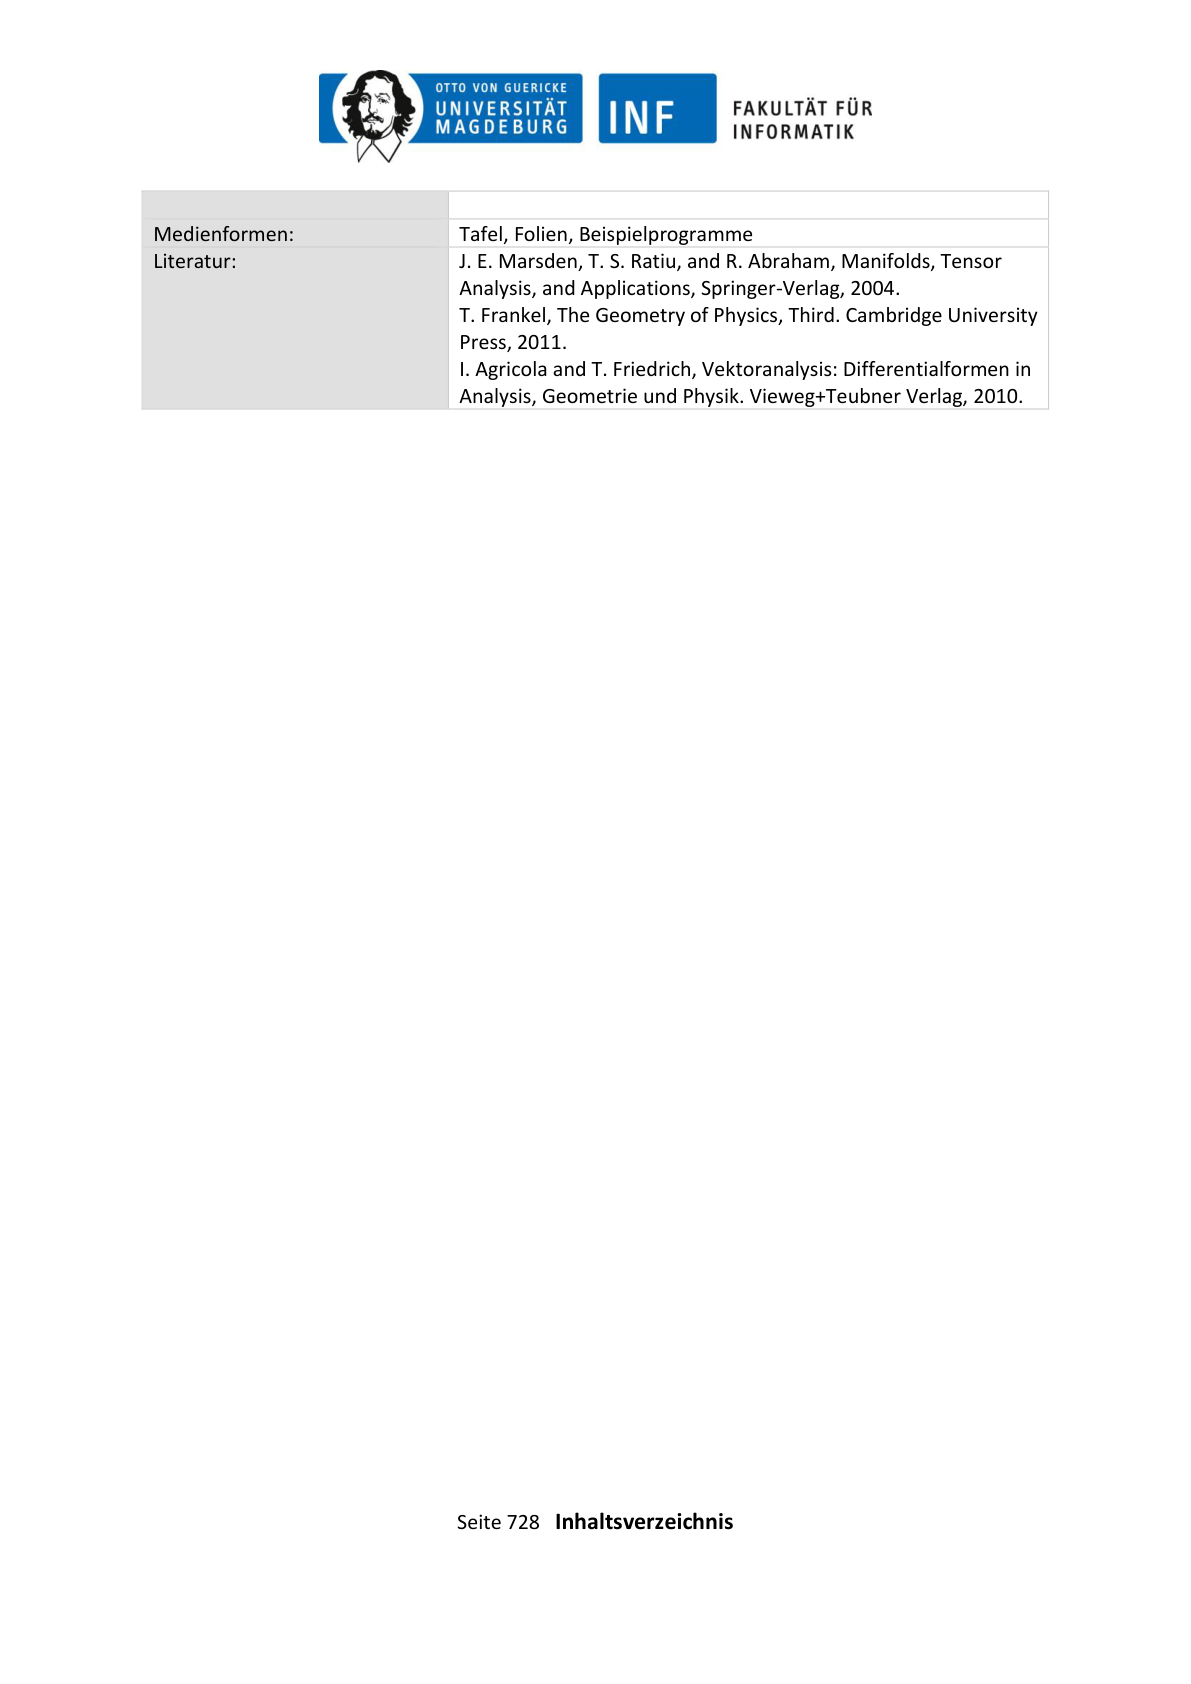 OTTO VON GUERICKE
UNIVERSITÄT
MAGDEBURG
INF
FAKULTÄT FÜR
INFORMATIK
Medienformen:
Tafel, Folien, Beispielprogramme
Literatur:
J. E. Marsden, T. S. Ratiu, and R. Abraham, Manifolds, Tensor
Analysis, and Applications, Springer-Verlag, 2004.
T. Frankel, The Geometry of Physics, Third. Cambridge University
Press, 2011.
I. Agricola and T. Friedrich, Vektoranalysis: Differentialformen in
Analysis, Geometrie und Physik. Vieweg+Teubner Verlag, 2010.
Seite 728 Inhaltsverzeichnis